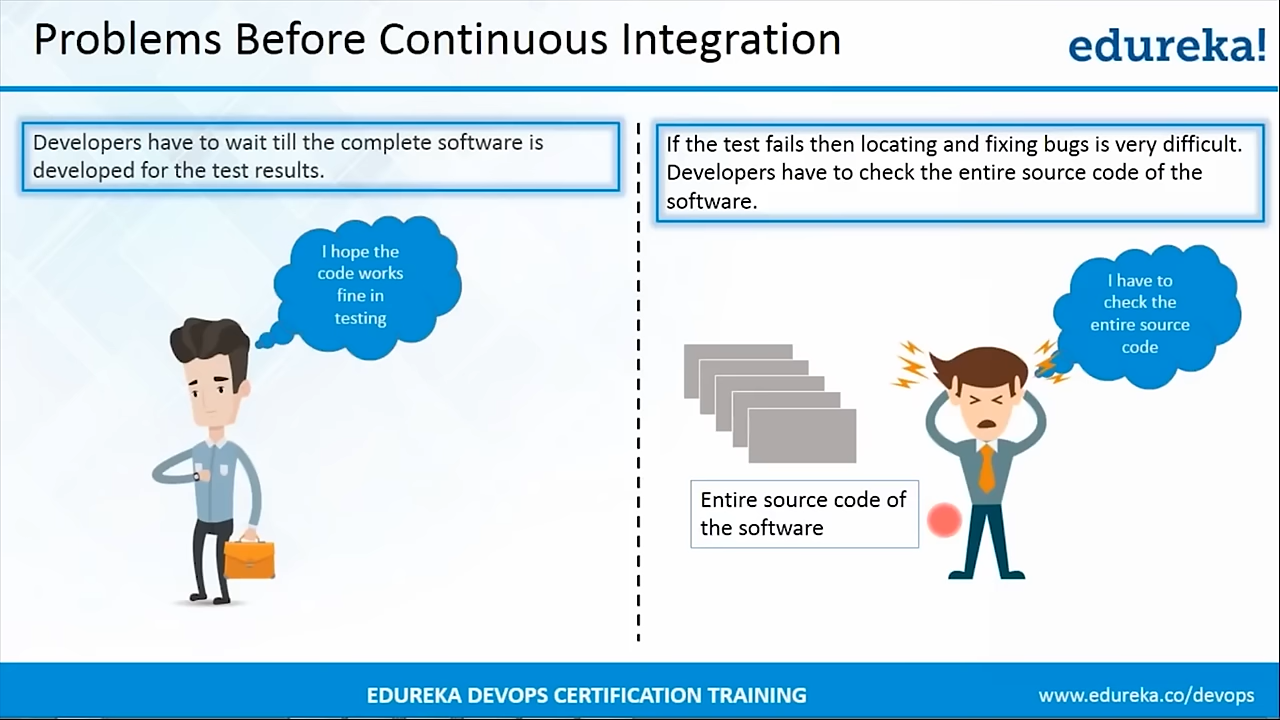 Problems Before Continuous Integration
edureka!
Developers have to wait till the complete software is
developed for the test results.
I hope the
code works
fine in
testing
If the test fails then locating and fixing bugs is very difficult.
Developers have to check the entire source code of the
software.
I have to
check the
entire source
code
Entire source code of
the software
EDUREKA DEVOPS CERTIFICATION TRAINING
www.edureka.co/devops